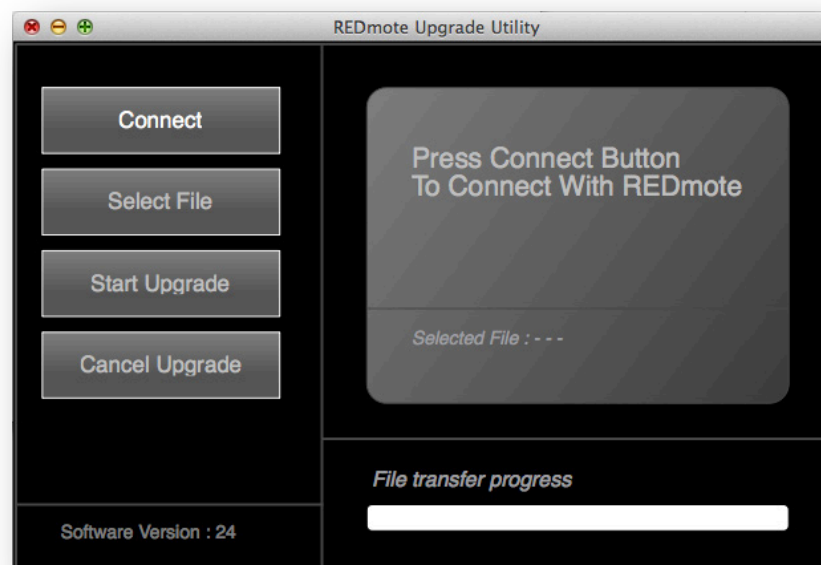 REDmote Upgrade Utility
Connect
Select File
Start Upgrade
Cancel Upgrade
Software Version : 24
Press Connect Button
To Connect With REDmote
Selected File : - - -
File transfer progress